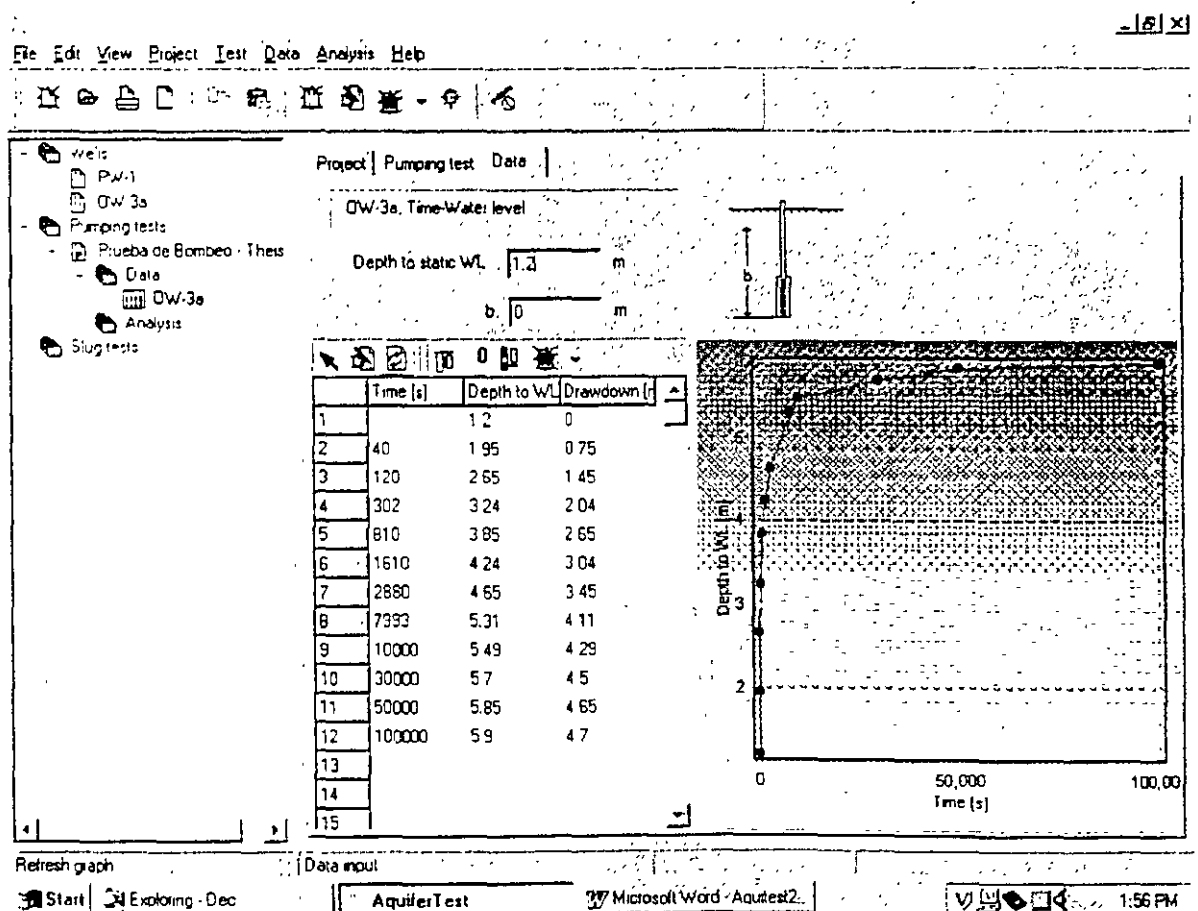 File Edit View Project Test Data Analysis Help
Wells
PW-1
OW-3a
Pumping tests
Prueba de Bombeo - Theis
Data
OW-3a
Analysis
Slug tests
Project Pumping test Data
OW-3a, Time-Water level
Depth to static WL 1.2 m
b. 0 m
b
Time [s] Depth to WL Drawdown [r
1 1.2 0
2 40 1.95 0.75
3 120 2.65 1.45
4 302 3.24 2.04
5 810 3.85 2.65
6 1610 4.24 3.04
7 2880 4.65 3.45
8 7393 5.31 4.11
9 10000 5.49 4.29
10 30000 5.7 4.5
11 50000 5.85 4.65
12 100000 5.9 4.7
13
14
15
Depth to WL [m]
5
4
3
2
0 50,000 100,00
Time [s]
Refresh graph Data input
Start Exploring - Dec AquiferTest Microsoft Word - Aqutest2.. 1:56 PM